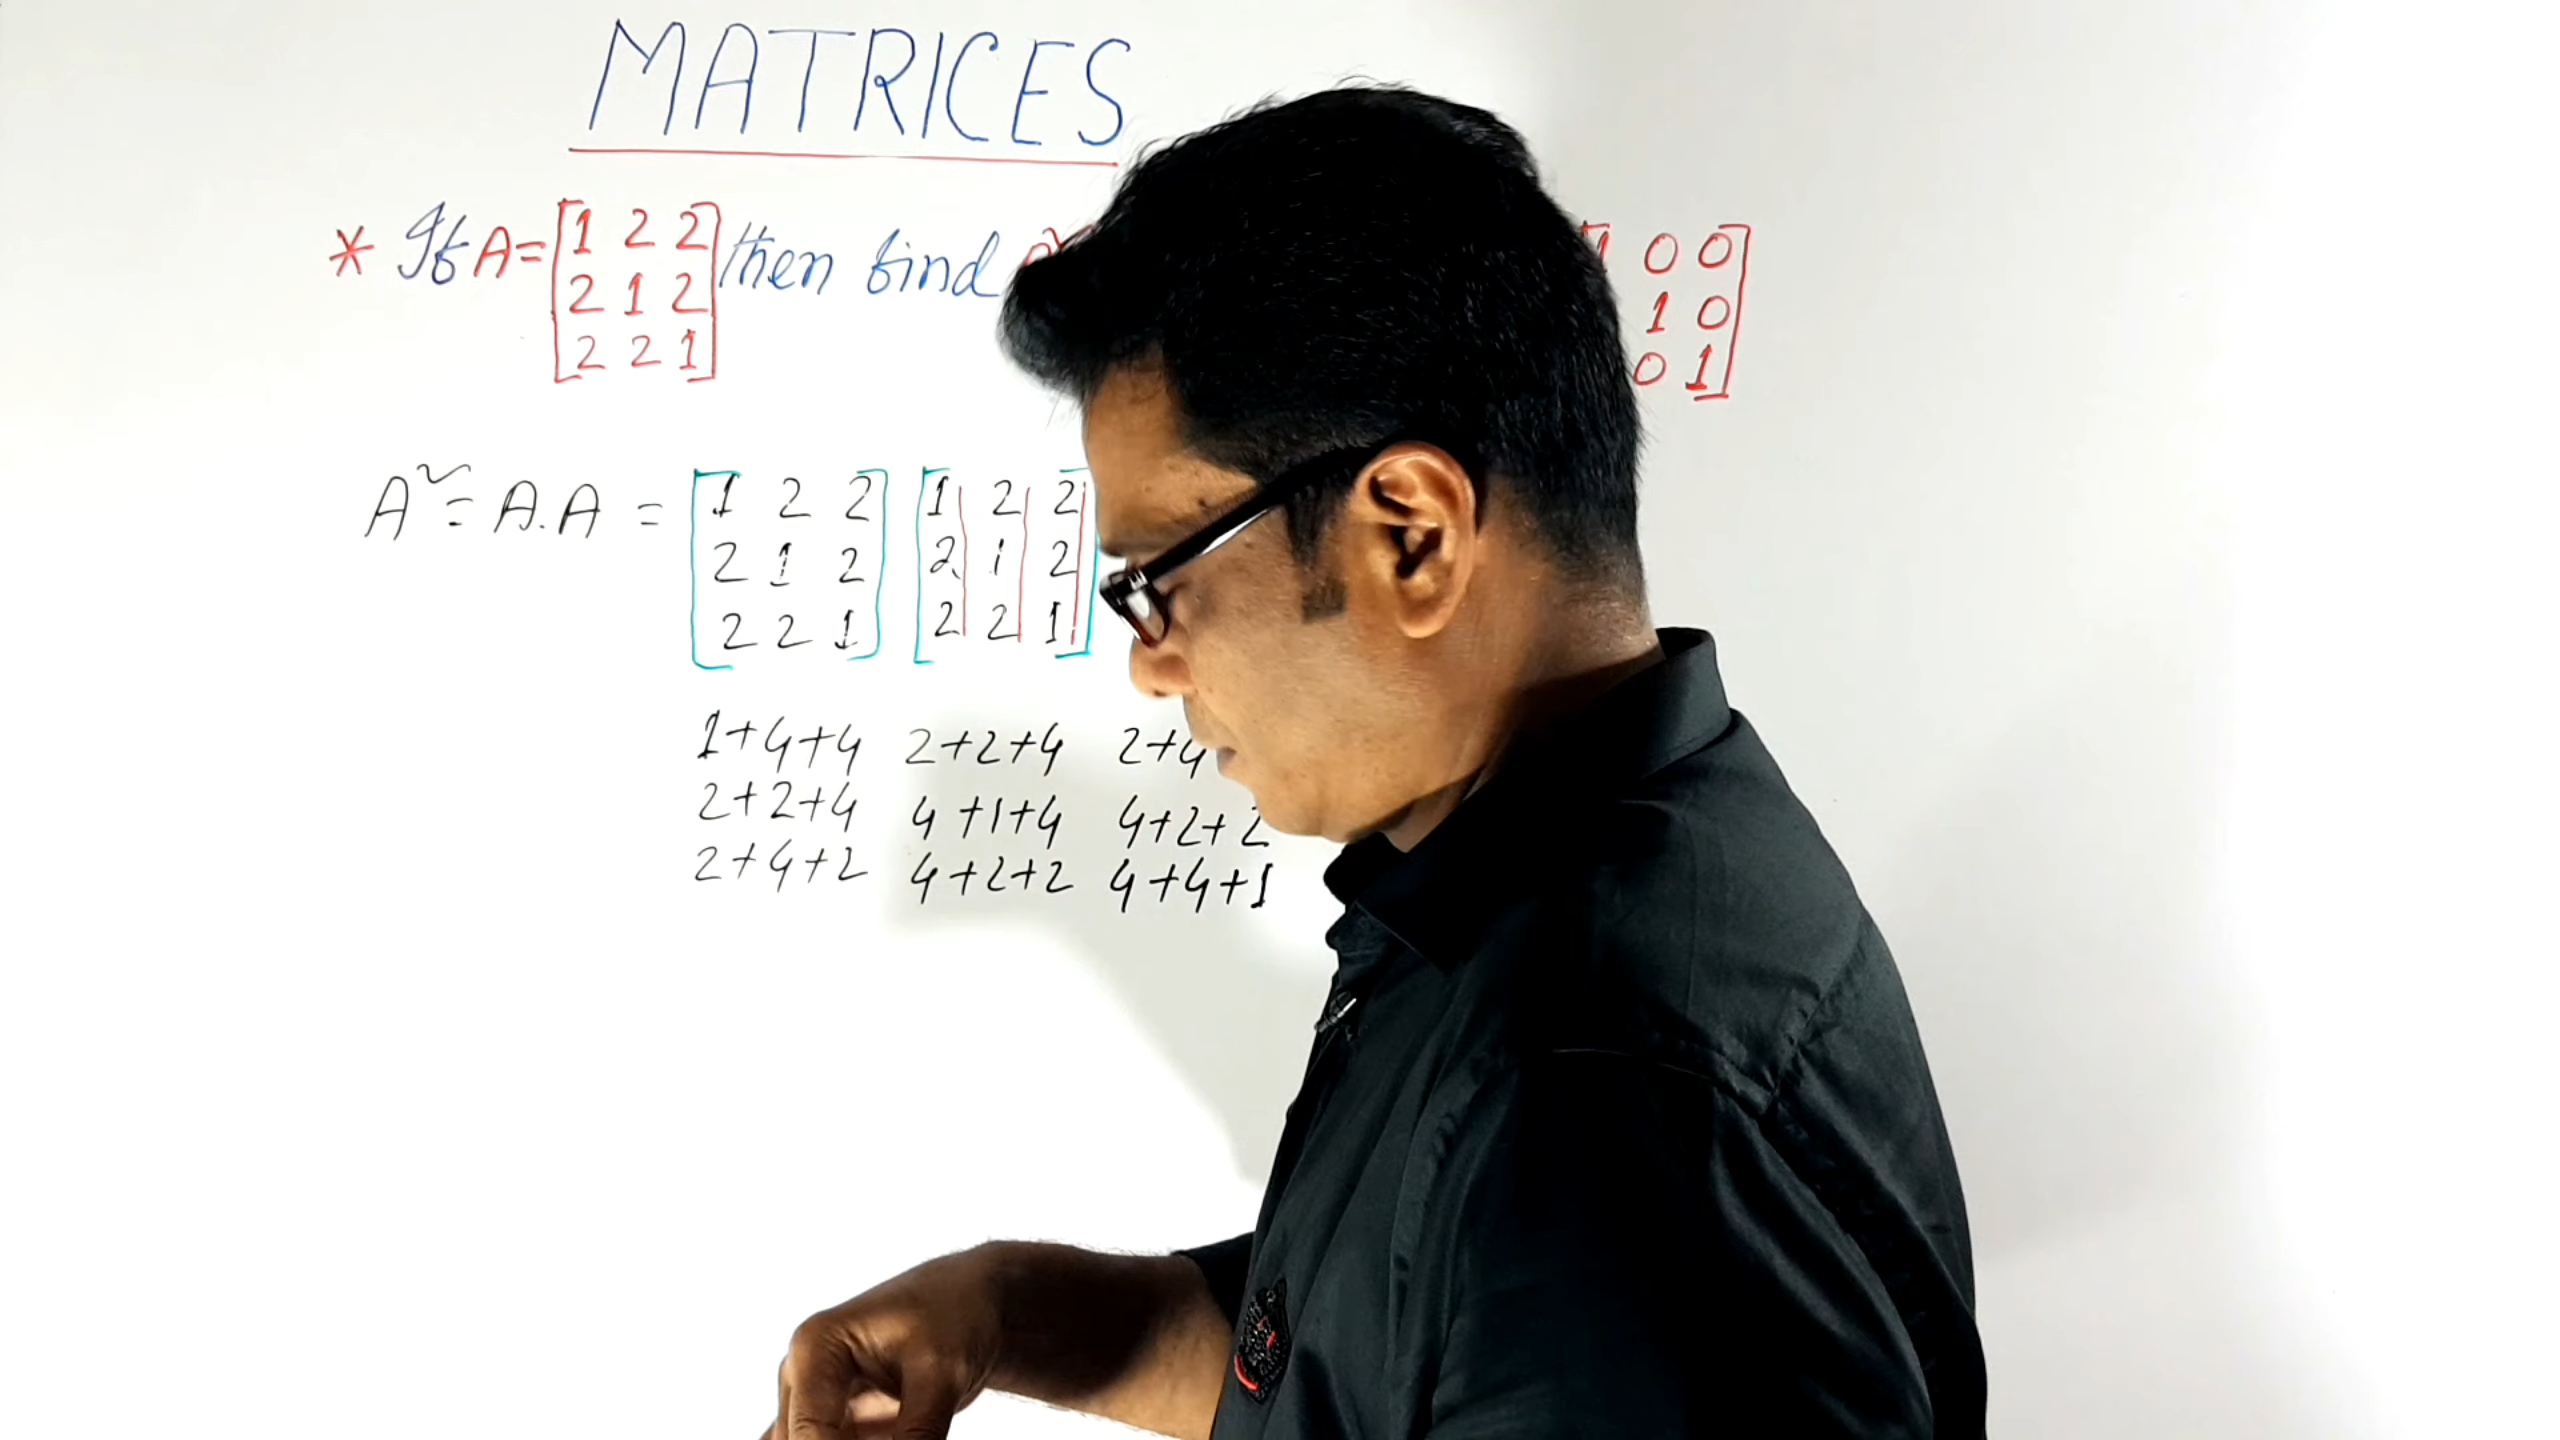 MATRICES
* If A = [1 2 2 then find 1 0 0]
2 1 2 1 0
2 2 1] 0 1]
A² = A.A = [1 2 2] [1 2 2]
2 1 2 2 1 2
2 2 1 2 2 1
1+4+4 2+2+4 2+4
2+2+4 4+1+4 4+2+2
2+4+2 4+2+2 4+4+1